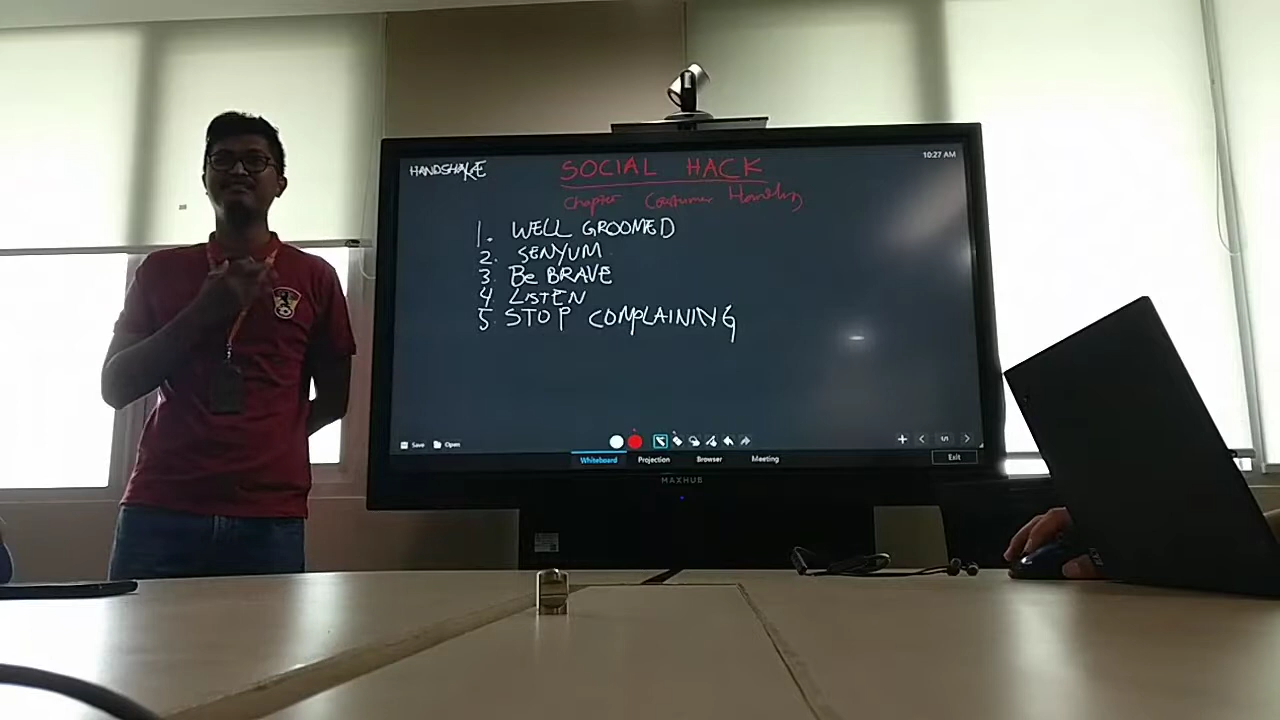 10:27 AM
HANDSHAKE
SOCIAL HACK
Chapter Customer Handling
1. WELL GROOMED
2. SENYUM
3. Be BRAVE
4. LISTEN
5. STOP COMPLAINING
Save Open
Whiteboard Projection Browser Meeting Exit
MAXHUB